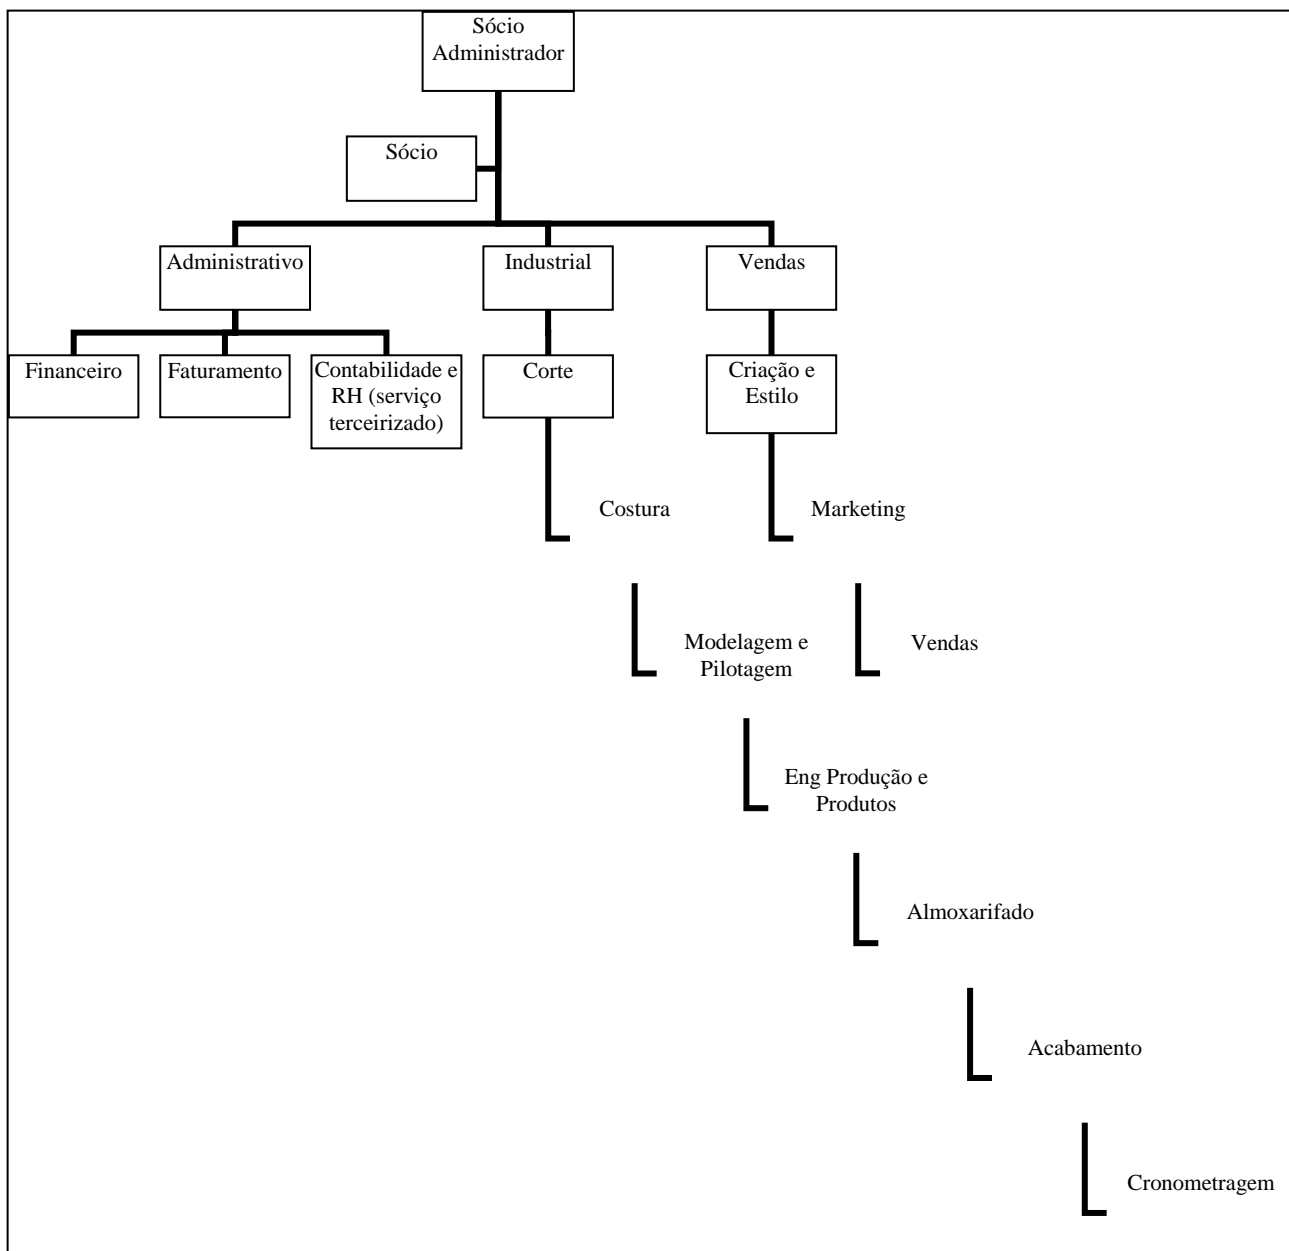 Sócio
Administrador
Sócio
Administrativo
Industrial
Vendas
Financeiro
Faturamento
Contabilidade e
RH (serviço
terceirizado)
Corte
Criação e
Estilo
Costura
Marketing
Modelagem e
Pilotagem
Vendas
Eng Produção e
Produtos
Almoxarifado
Acabamento
Cronometragem